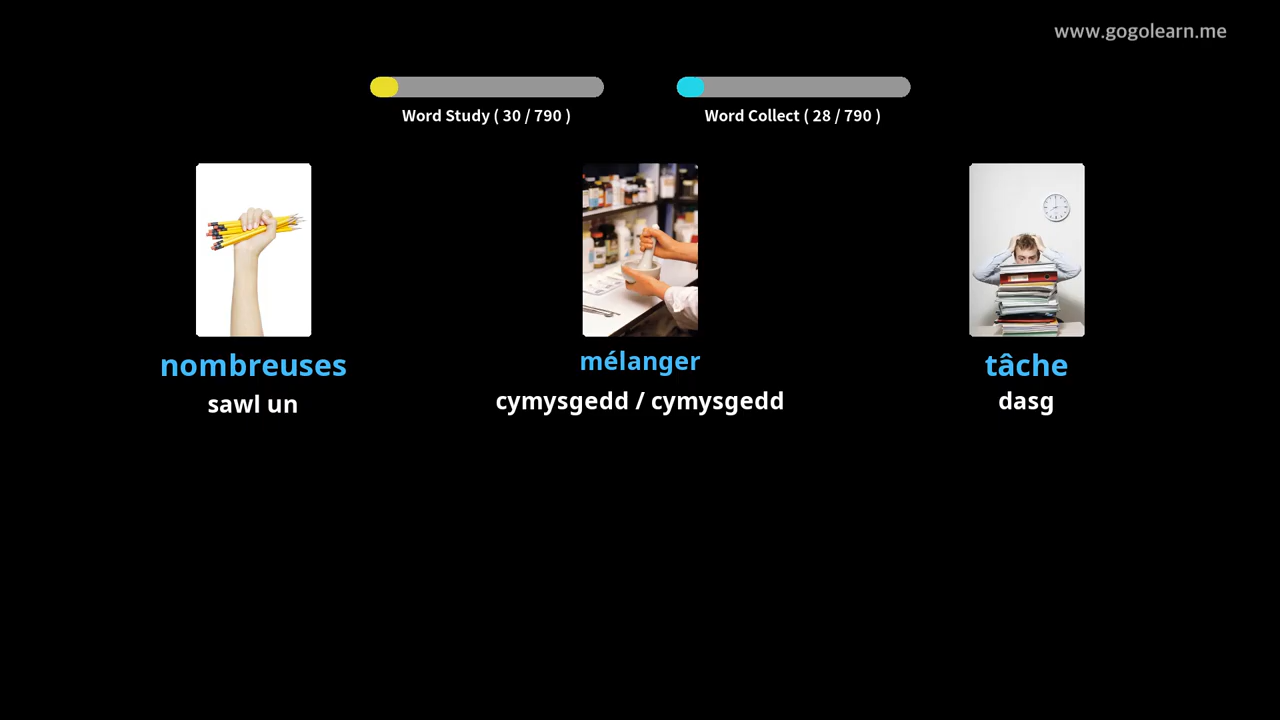 www.gogolearn.me
Word Study ( 30 / 790 )
Word Collect ( 28 / 790 )
nombreuses
sawl un
mélanger
cymysgedd / cymysgedd
tâche
dasg